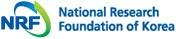 NRF National Research
Foundation of Korea